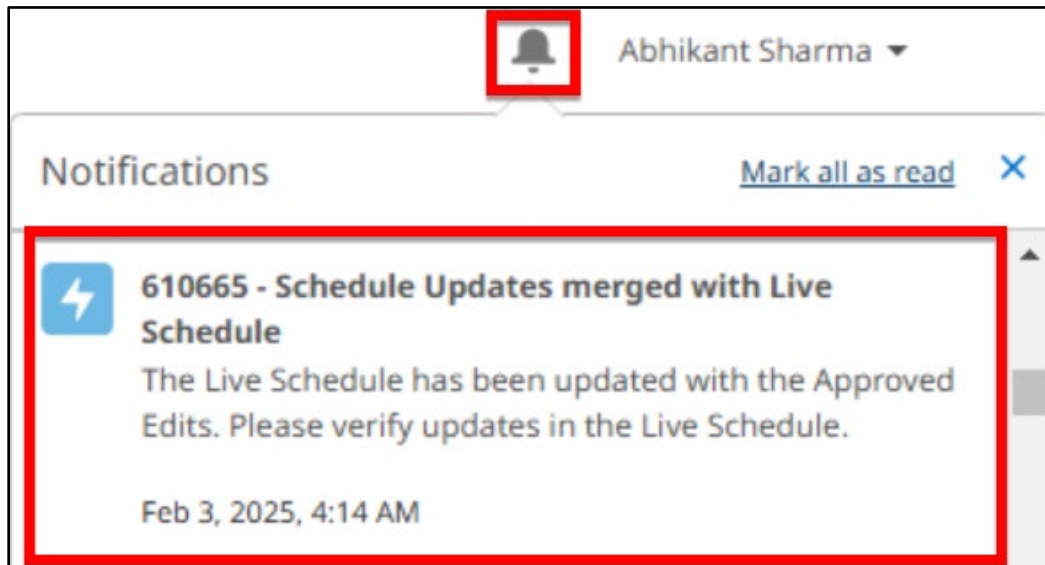 Abhikant Sharma
Notifications
Mark all as read
610665 - Schedule Updates merged with Live
Schedule
The Live Schedule has been updated with the Approved
Edits. Please verify updates in the Live Schedule.
Feb 3, 2025, 4:14 AM